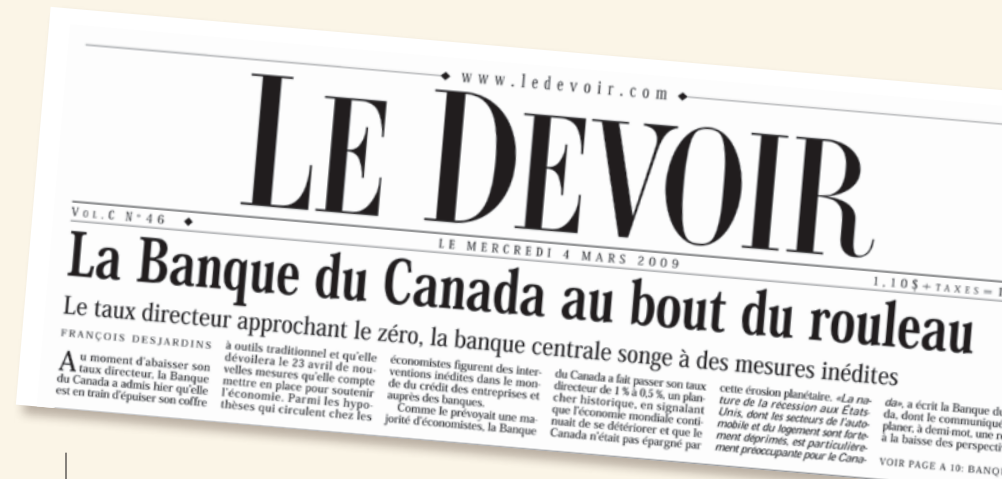 www.ledevoir.com
LE DEVOIR
VOL.C Nº46
LE MERCREDI 4 MARS 2009
1,10$+TAXES=
La Banque du Canada au bout du rouleau
Le taux directeur approchant le zéro, la banque centrale songe à des mesures inédites
FRANÇOIS DESJARDINS
Au moment d'abaisser son
taux directeur, la Banque
du Canada a admis hier qu'elle
est en train d'épuiser son coffre
à outils traditionnel et qu'elle
dévoilera le 23 avril de nou-
velles mesures qu'elle compte
mettre en place pour soutenir
l'économie. Parmi les hypo-
thèses qui circulent chez les
économistes figurent des inter-
ventions inédites dans le mon-
de du crédit des entreprises et
auprès des banques.
Comme le prévoyait une ma-
jorité d'économistes, la Banque
du Canada a fait passer son taux
directeur de 1 % à 0,5 %, un plan-
cher historique, en signalant
que l'économie mondiale conti-
nuait de se détériorer et que le
Canada n'était pas épargné par
cette érosion planétaire. «La na-
ture de la récession aux États-
Unis, dont les secteurs de l'auto-
mobile et du logement sont forte-
ment déprimés, est particulière-
ment préoccupante pour le Cana-
da», a écrit la Banque
da, dont le communiqué
planer, à demi-mot, une
à la baisse des
VOIR PAGE A 10: